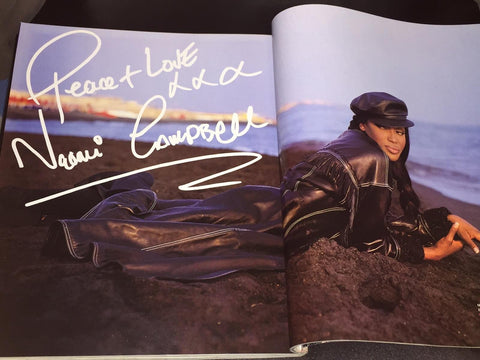 Peace + Love
xxx
Naomi Campbell